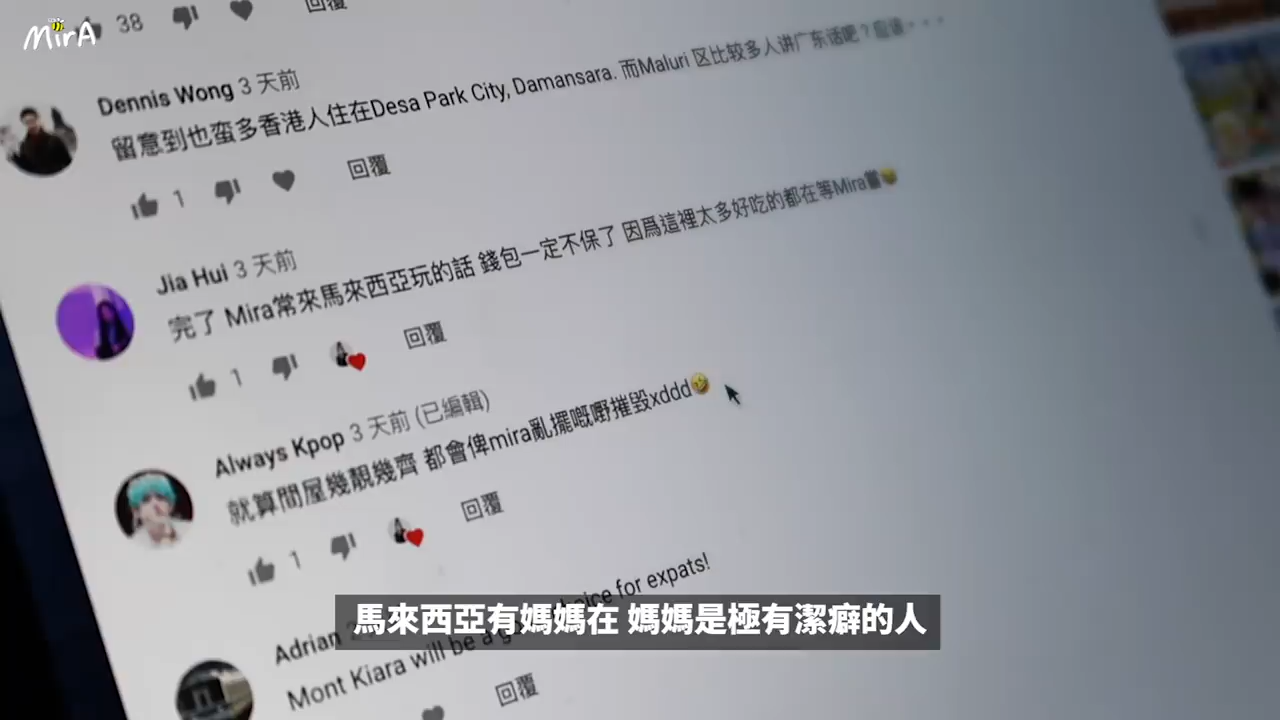 MirA
38
回覆
Dennis Wong 3 天前
留意到也蛮多香港人住在Desa Park City, Damansara. 而Maluri 区比较多人讲广东话吧？应该・・・
1
回覆
Jia Hui 3 天前
完了 Mira常來馬來西亞玩的話 錢包一定不保了 因爲這裡太多好吃的都在等Mira嘗
1
回覆
Always Kpop 3 天前 (已編輯)
就算間屋幾靚幾齊 都會俾mira亂擺嘅嘢摧毀xddd
1
回覆
Adrian
Mont Kiara will be a choice for expats!
回覆
馬來西亞有媽媽在 媽媽是極有潔癖的人